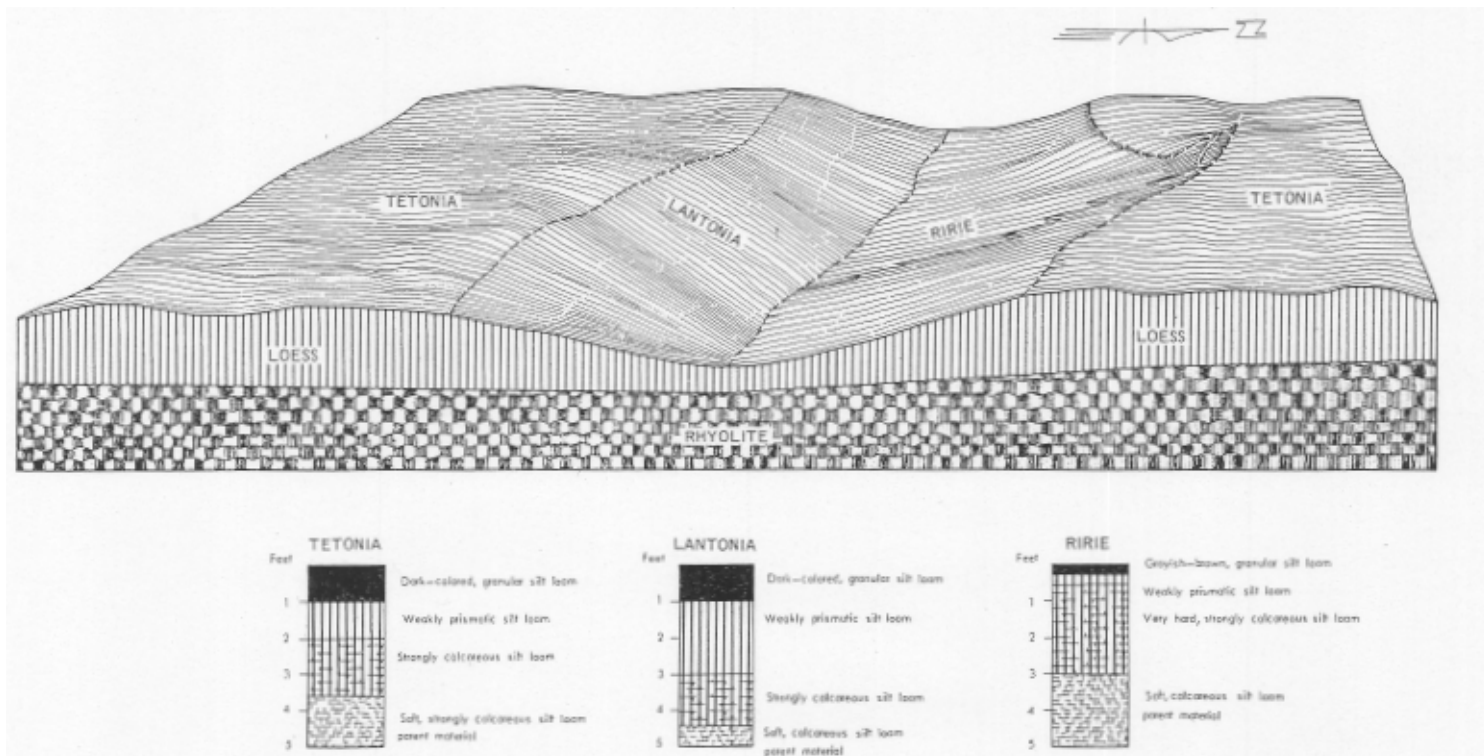 TETONIA
LANTONIA
RIRIE
TETONIA
LOESS
LOESS
RHYOLITE
TETONIA
Feet
Dark-colored, granular silt loam
1
Weakly prismatic silt loam
2
Strongly calcareous silt loam
3
4
Soft, strongly calcareous silt loam
parent material
5
LANTONIA
Feet
Dark-colored, granular silt loam
1
Weakly prismatic silt loam
2
3
Strongly calcareous silt loam
4
Soft, calcareous silt loam
5
parent material
RIRIE
Feet
Grayish-brown, granular silt loam
Weakly prismatic silt loam
1
Very hard, strongly calcareous silt loam
2
3
Soft, calcareous silt loam
4
parent material
5